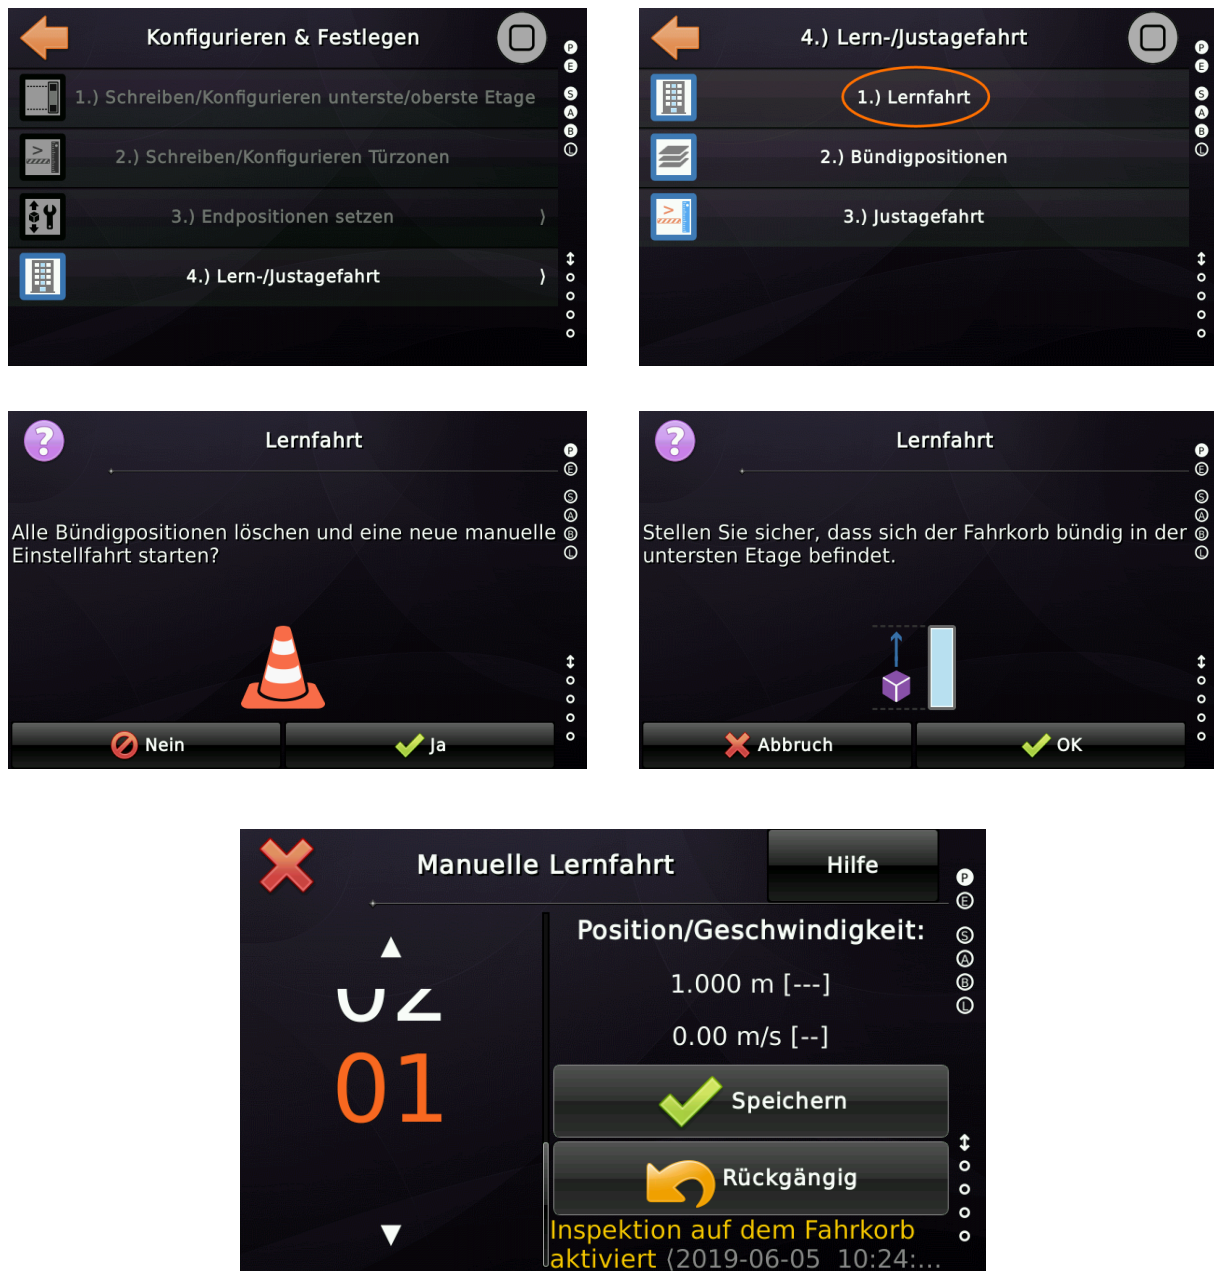 Konfigurieren & Festlegen
1.) Schreiben/Konfigurieren unterste/oberste Etage
2.) Schreiben/Konfigurieren Türzonen
3.) Endpositionen setzen ⟩
4.) Lern-/Justagefahrt ⟩
P
E
S
A
B
L
4.) Lern-/Justagefahrt
1.) Lernfahrt
2.) Bündigpositionen
3.) Justagefahrt
P
E
S
A
B
L
Lernfahrt
Alle Bündigpositionen löschen und eine neue manuelle
Einstellfahrt starten?
Nein
Ja
P
E
S
A
B
L
Lernfahrt
Stellen Sie sicher, dass sich der Fahrkorb bündig in der
untersten Etage befindet.
Abbruch
OK
P
E
S
A
B
L
Manuelle Lernfahrt
Hilfe
02
01
Position/Geschwindigkeit:
1.000 m [---]
0.00 m/s [--]
Speichern
Rückgängig
Inspektion auf dem Fahrkorb
aktiviert (2019-06-05 10:24:...
P
E
S
A
B
L